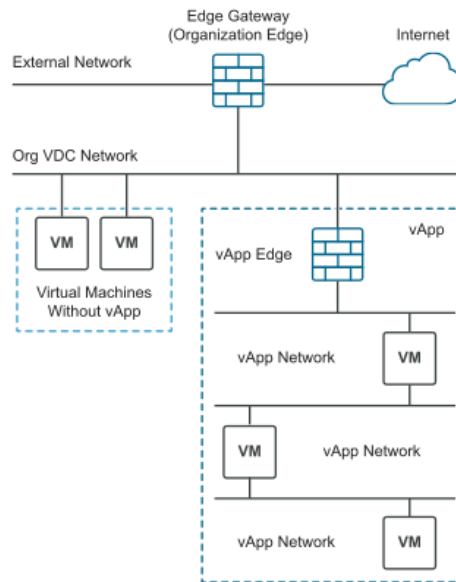 Edge Gateway
(Organization Edge)
Internet
External Network
Org VDC Network
VM
VM
Virtual Machines
Without vApp
vApp
vApp Edge
vApp Network
VM
VM
vApp Network
vApp Network
VM